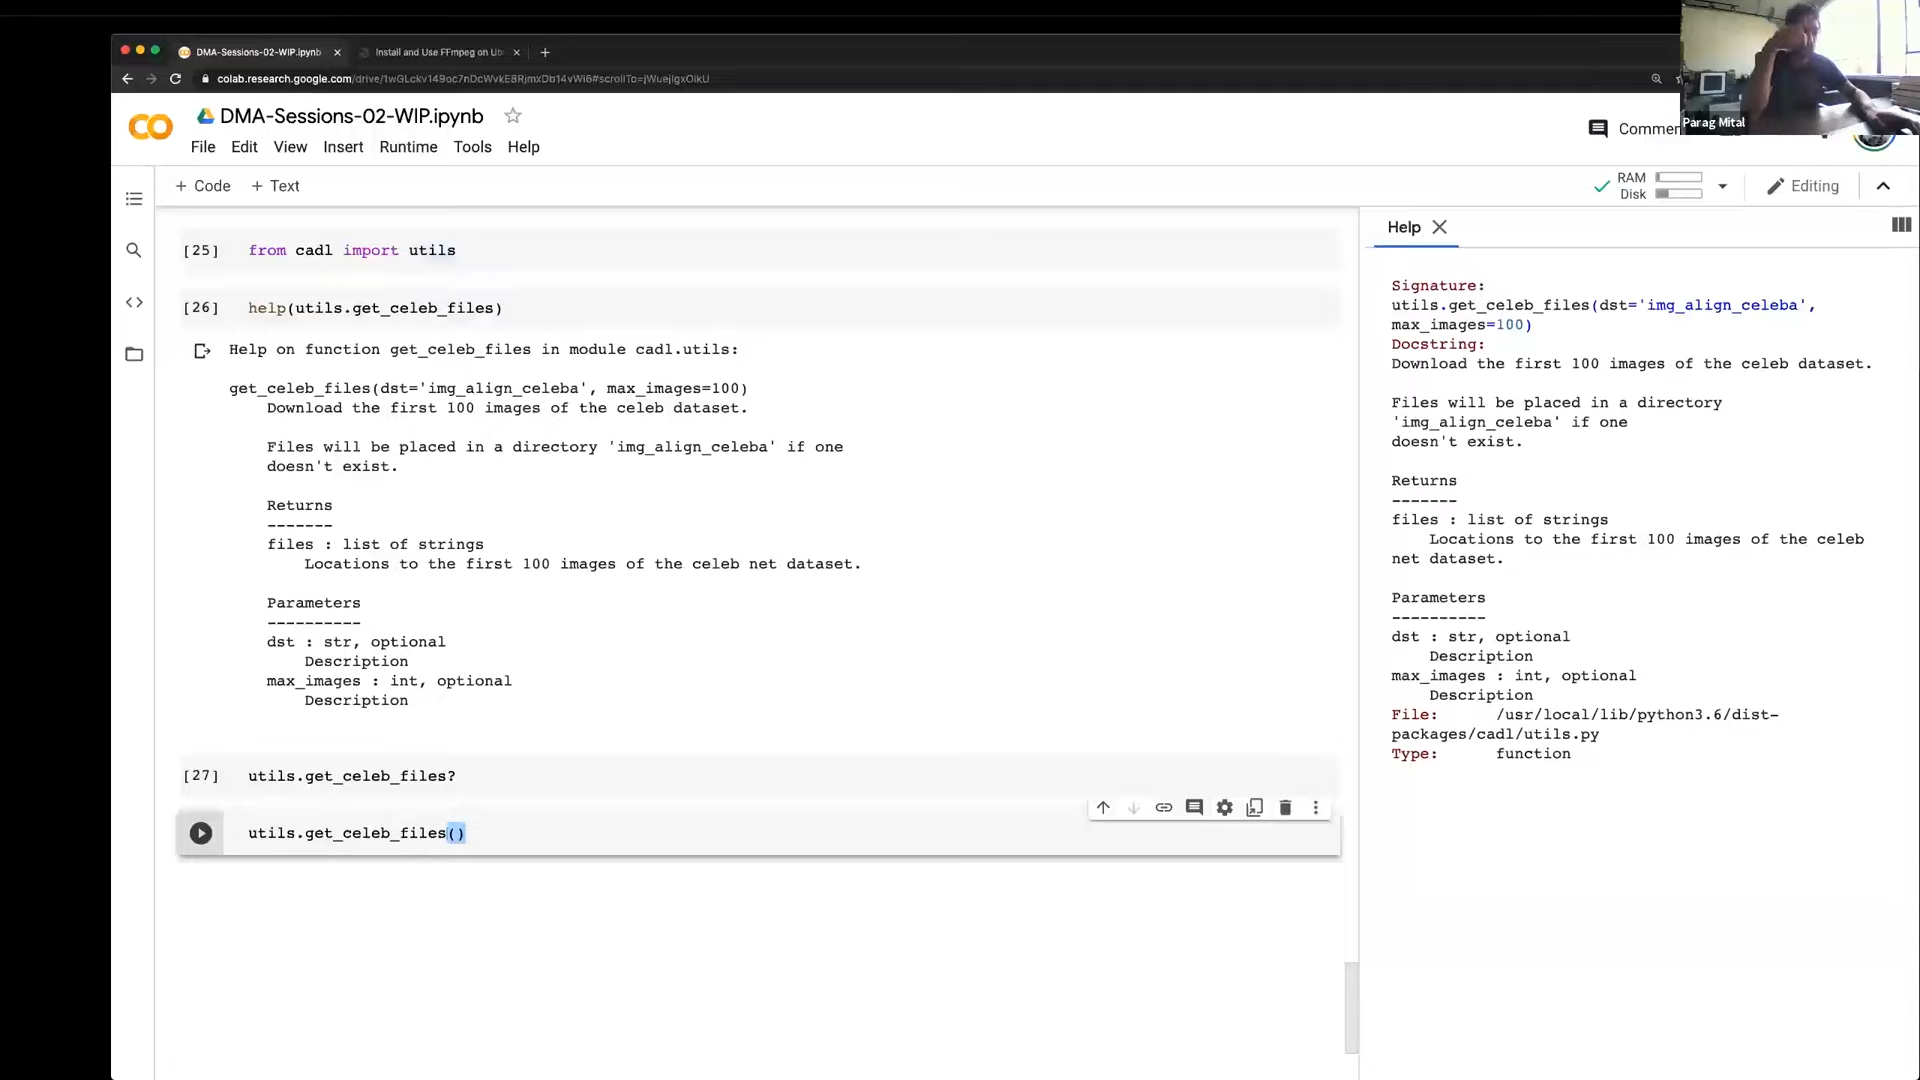 DMA-Sessions-02-WIP.ipynb
Install and Use FFmpeg on Ub
colab.research.google.com/drive/1wGLckv149oc7nDcWvkE8RjmxDb14vWi6#scrollTo=jWuejlgxOikU
Parag Mital
DMA-Sessions-02-WIP.ipynb
File Edit View Insert Runtime Tools Help
Commen
+ Code + Text
RAM
Disk
Editing
[25] from cadl import utils
[26] help(utils.get_celeb_files)
Help on function get_celeb_files in module cadl.utils:
get_celeb_files(dst='img_align_celeba', max_images=100)
Download the first 100 images of the celeb dataset.
Files will be placed in a directory 'img_align_celeba' if one
doesn't exist.
Returns
-------
files : list of strings
Locations to the first 100 images of the celeb net dataset.
Parameters
----------
dst : str, optional
Description
max_images : int, optional
Description
[27] utils.get_celeb_files?
utils.get_celeb_files()
Help
Signature:
utils.get_celeb_files(dst='img_align_celeba',
max_images=100)
Docstring:
Download the first 100 images of the celeb dataset.
Files will be placed in a directory
'img_align_celeba' if one
doesn't exist.
Returns
-------
files : list of strings
Locations to the first 100 images of the celeb
net dataset.
Parameters
----------
dst : str, optional
Description
max_images : int, optional
Description
File: /usr/local/lib/python3.6/dist-
packages/cadl/utils.py
Type: function